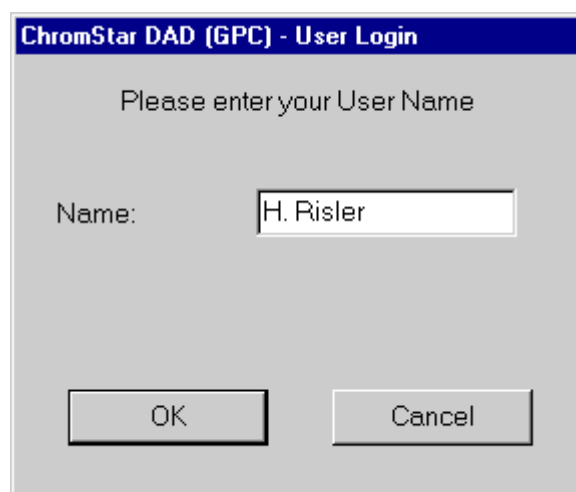 ChromStar DAD (GPC) - User Login
Please enter your User Name
Name: H. Risler
OK Cancel